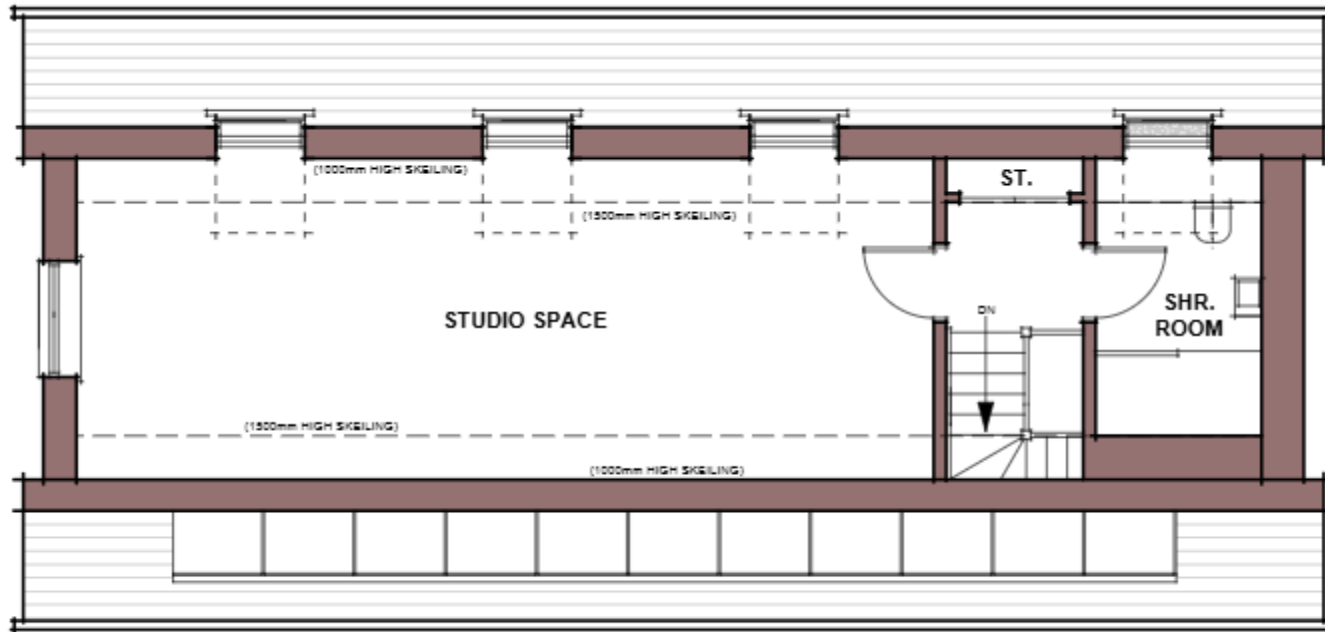 (1000mm HIGH SKEILING)
ST.
(1500mm HIGH SKEILING)
STUDIO SPACE
DN
SHR.
ROOM
(1500mm HIGH SKEILING)
(1000mm HIGH SKEILING)